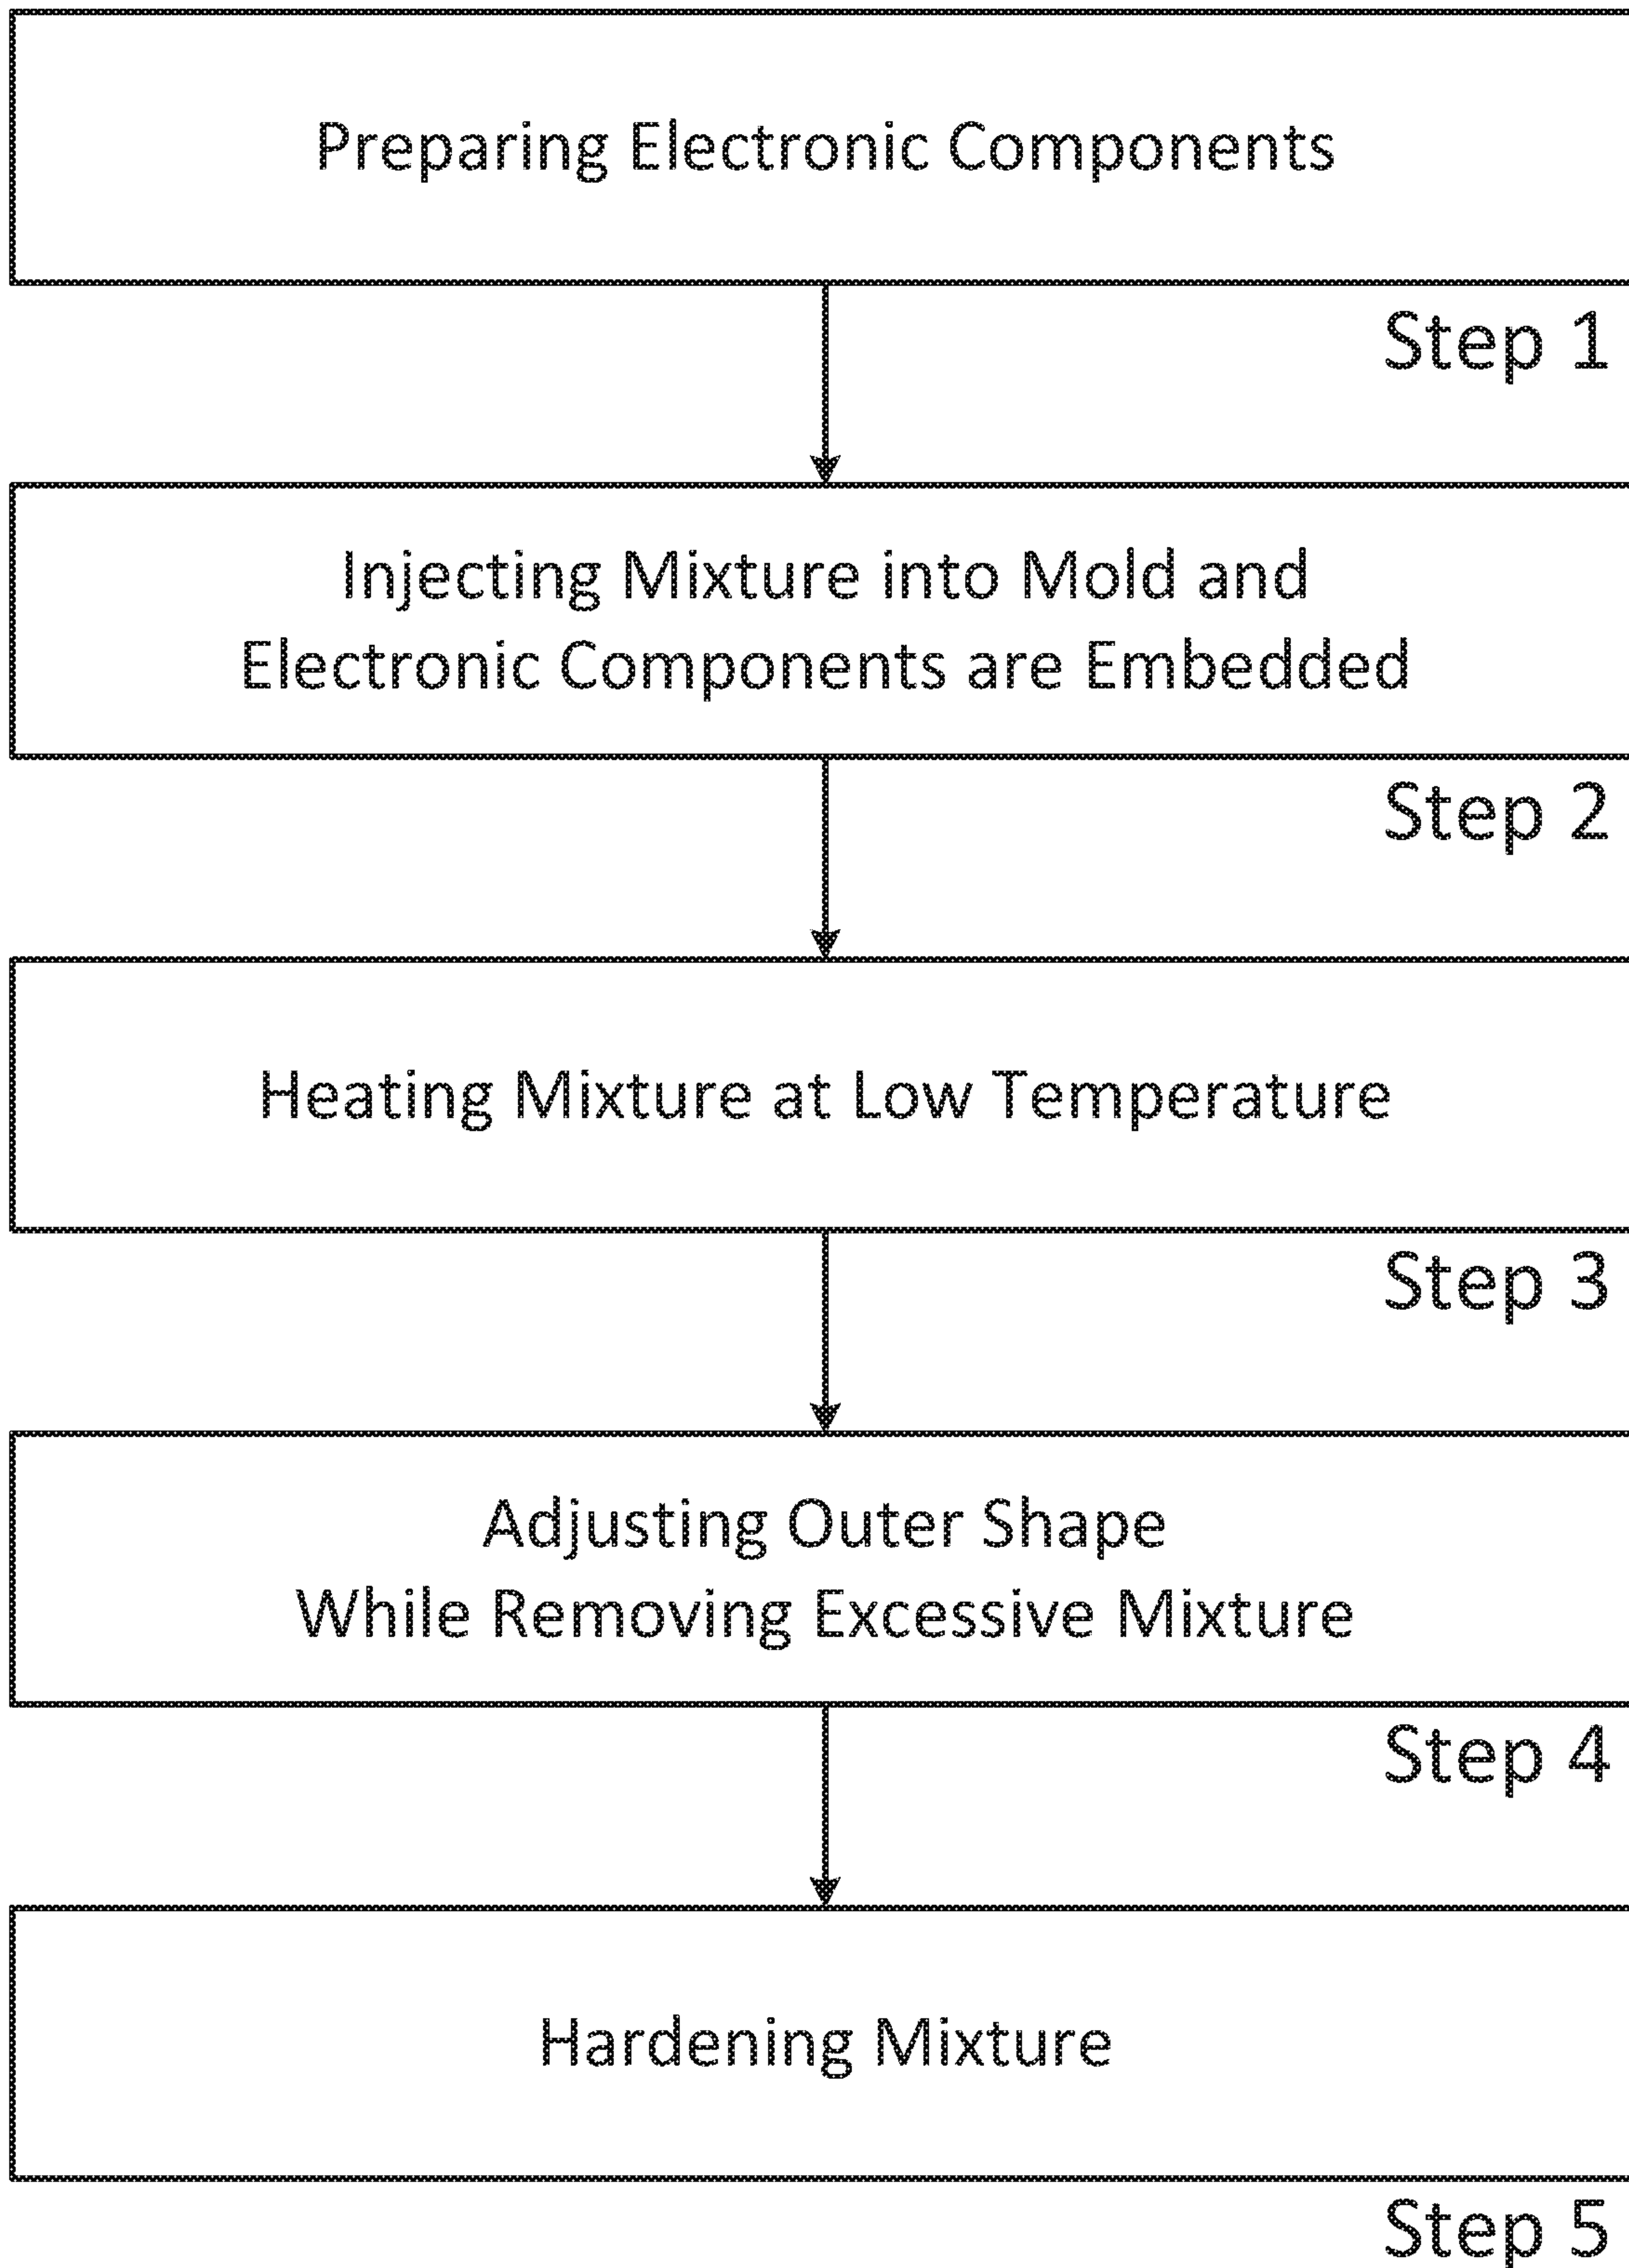 Preparing Electronic Components
Step 1
Injecting Mixture into Mold and
Electronic Components are Embedded
Step 2
Heating Mixture at Low Temperature
Step 3
Adjusting Outer Shape
While Removing Excessive Mixture
Step 4
Hardening Mixture
Step 5